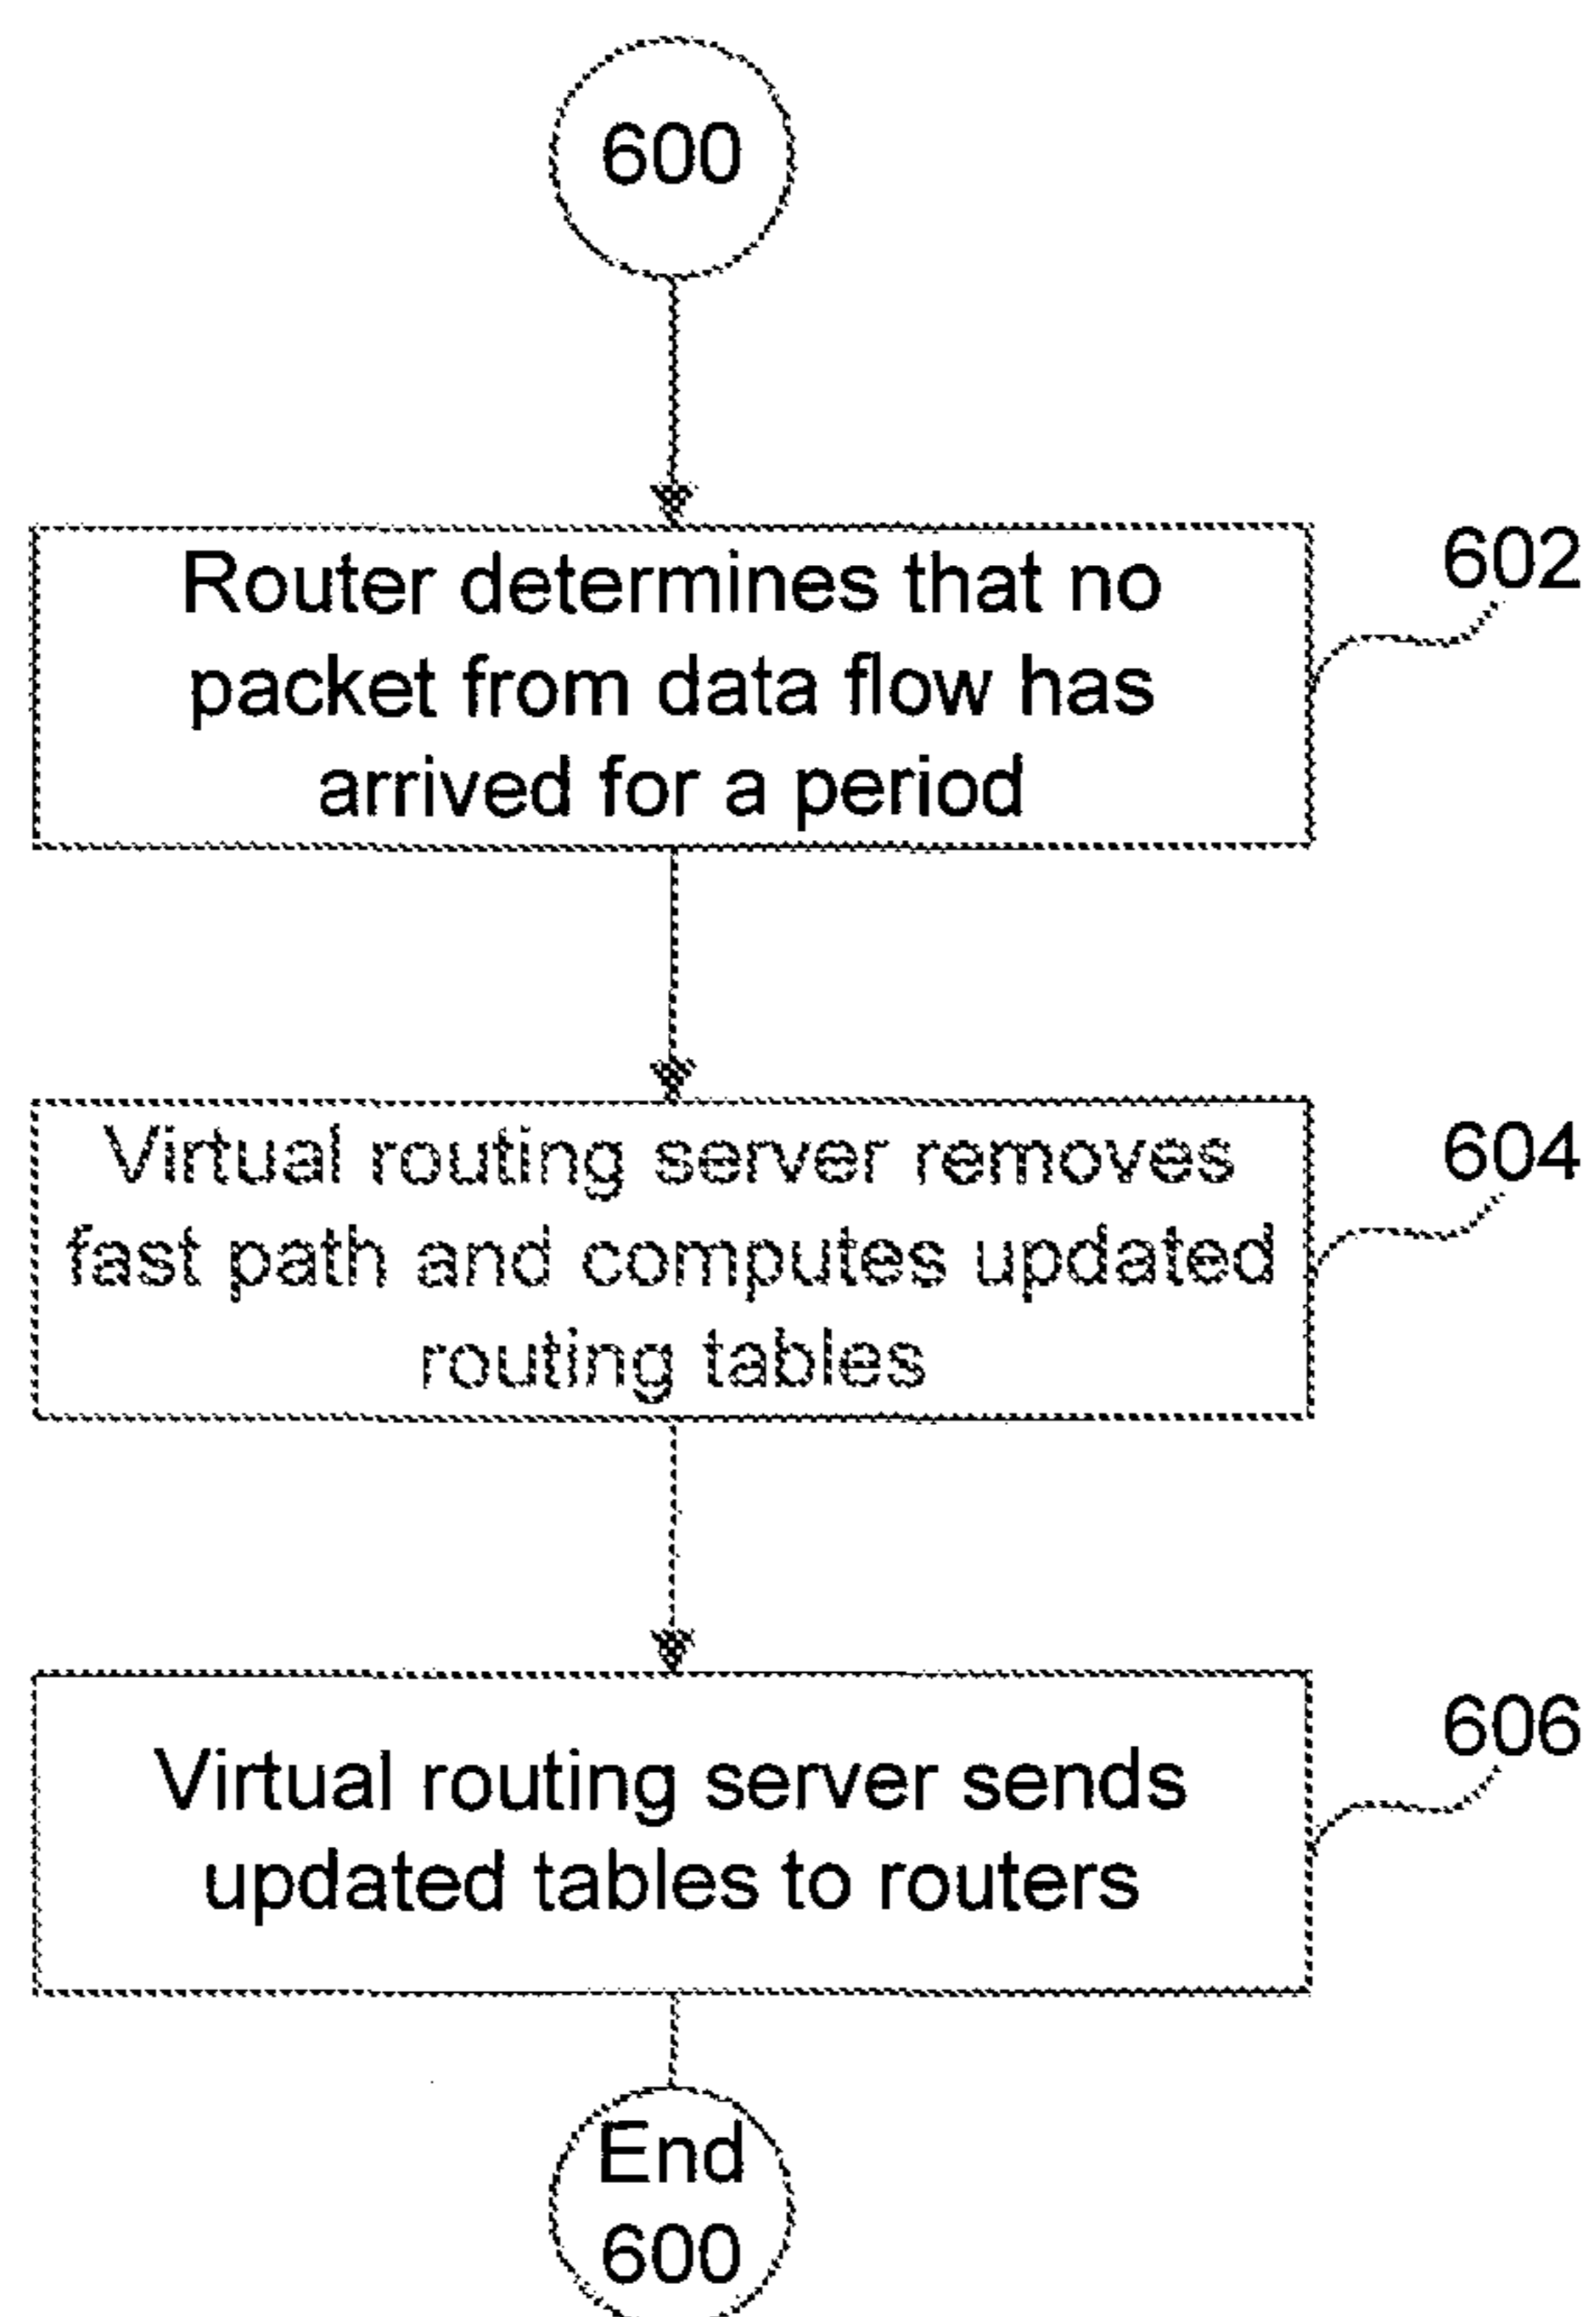 600
Router determines that no
packet from data flow has
arrived for a period
602
Virtual routing server removes
fast path and computes updated
routing tables
604
Virtual routing server sends
updated tables to routers
606
End
600